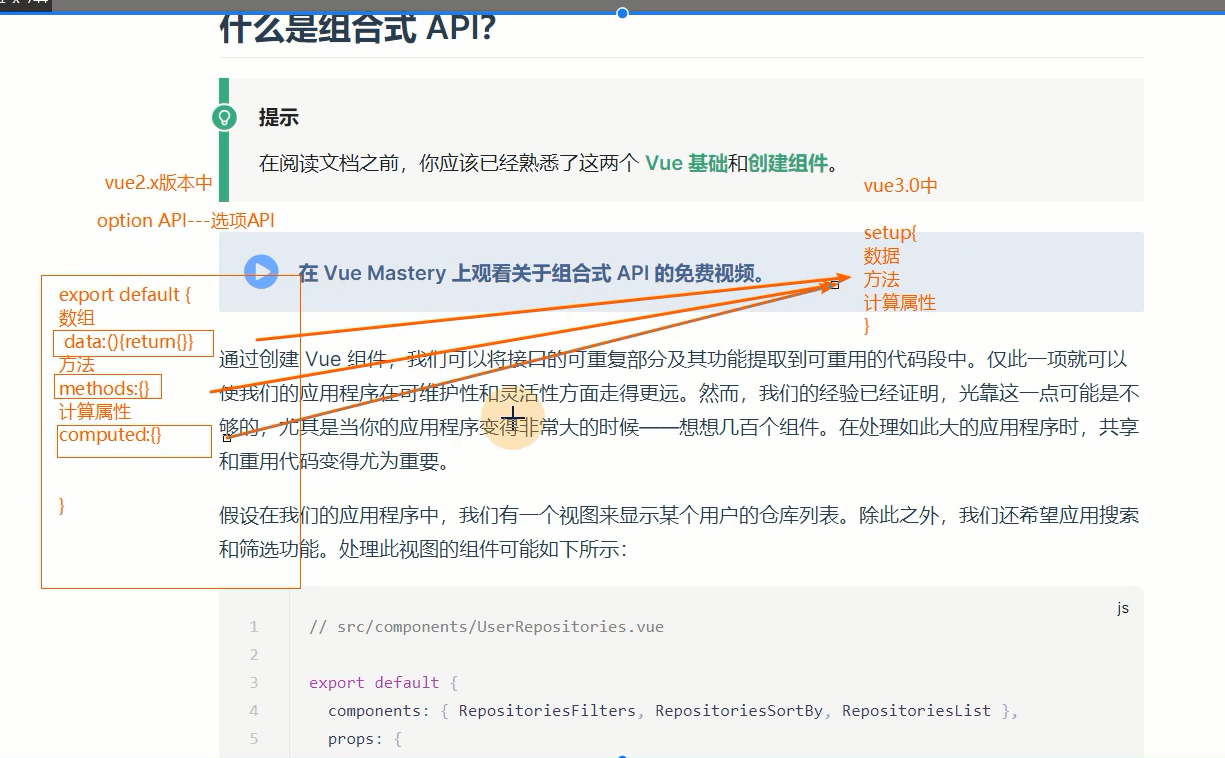 什么是组合式 API?
提示
在阅读文档之前，你应该已经熟悉了这两个 Vue 基础和创建组件。
vue2.x版本中
vue3.0中
option API---选项API
setup{
数据
方法
计算属性
}
在 Vue Mastery 上观看关于组合式 API 的免费视频。
export default {
数组
data:(){return{}}
方法
methods:{}
计算属性
computed:{}
}
通过创建 Vue 组件，我们可以将接口的可重复部分及其功能提取到可重用的代码段中。仅此一项就可以
使我们的应用程序在可维护性和灵活性方面走得更远。然而，我们的经验已经证明，光靠这一点可能是不
够的，尤其是当你的应用程序变得非常大的时候——想想几百个组件。在处理如此大的应用程序时，共享
和重用代码变得尤为重要。
假设在我们的应用程序中，我们有一个视图来显示某个用户的仓库列表。除此之外，我们还希望应用搜索
和筛选功能。处理此视图的组件可能如下所示：
js
1 // src/components/UserRepositories.vue
2
3 export default {
4 components: { RepositoriesFilters, RepositoriesSortBy, RepositoriesList },
5 props: {